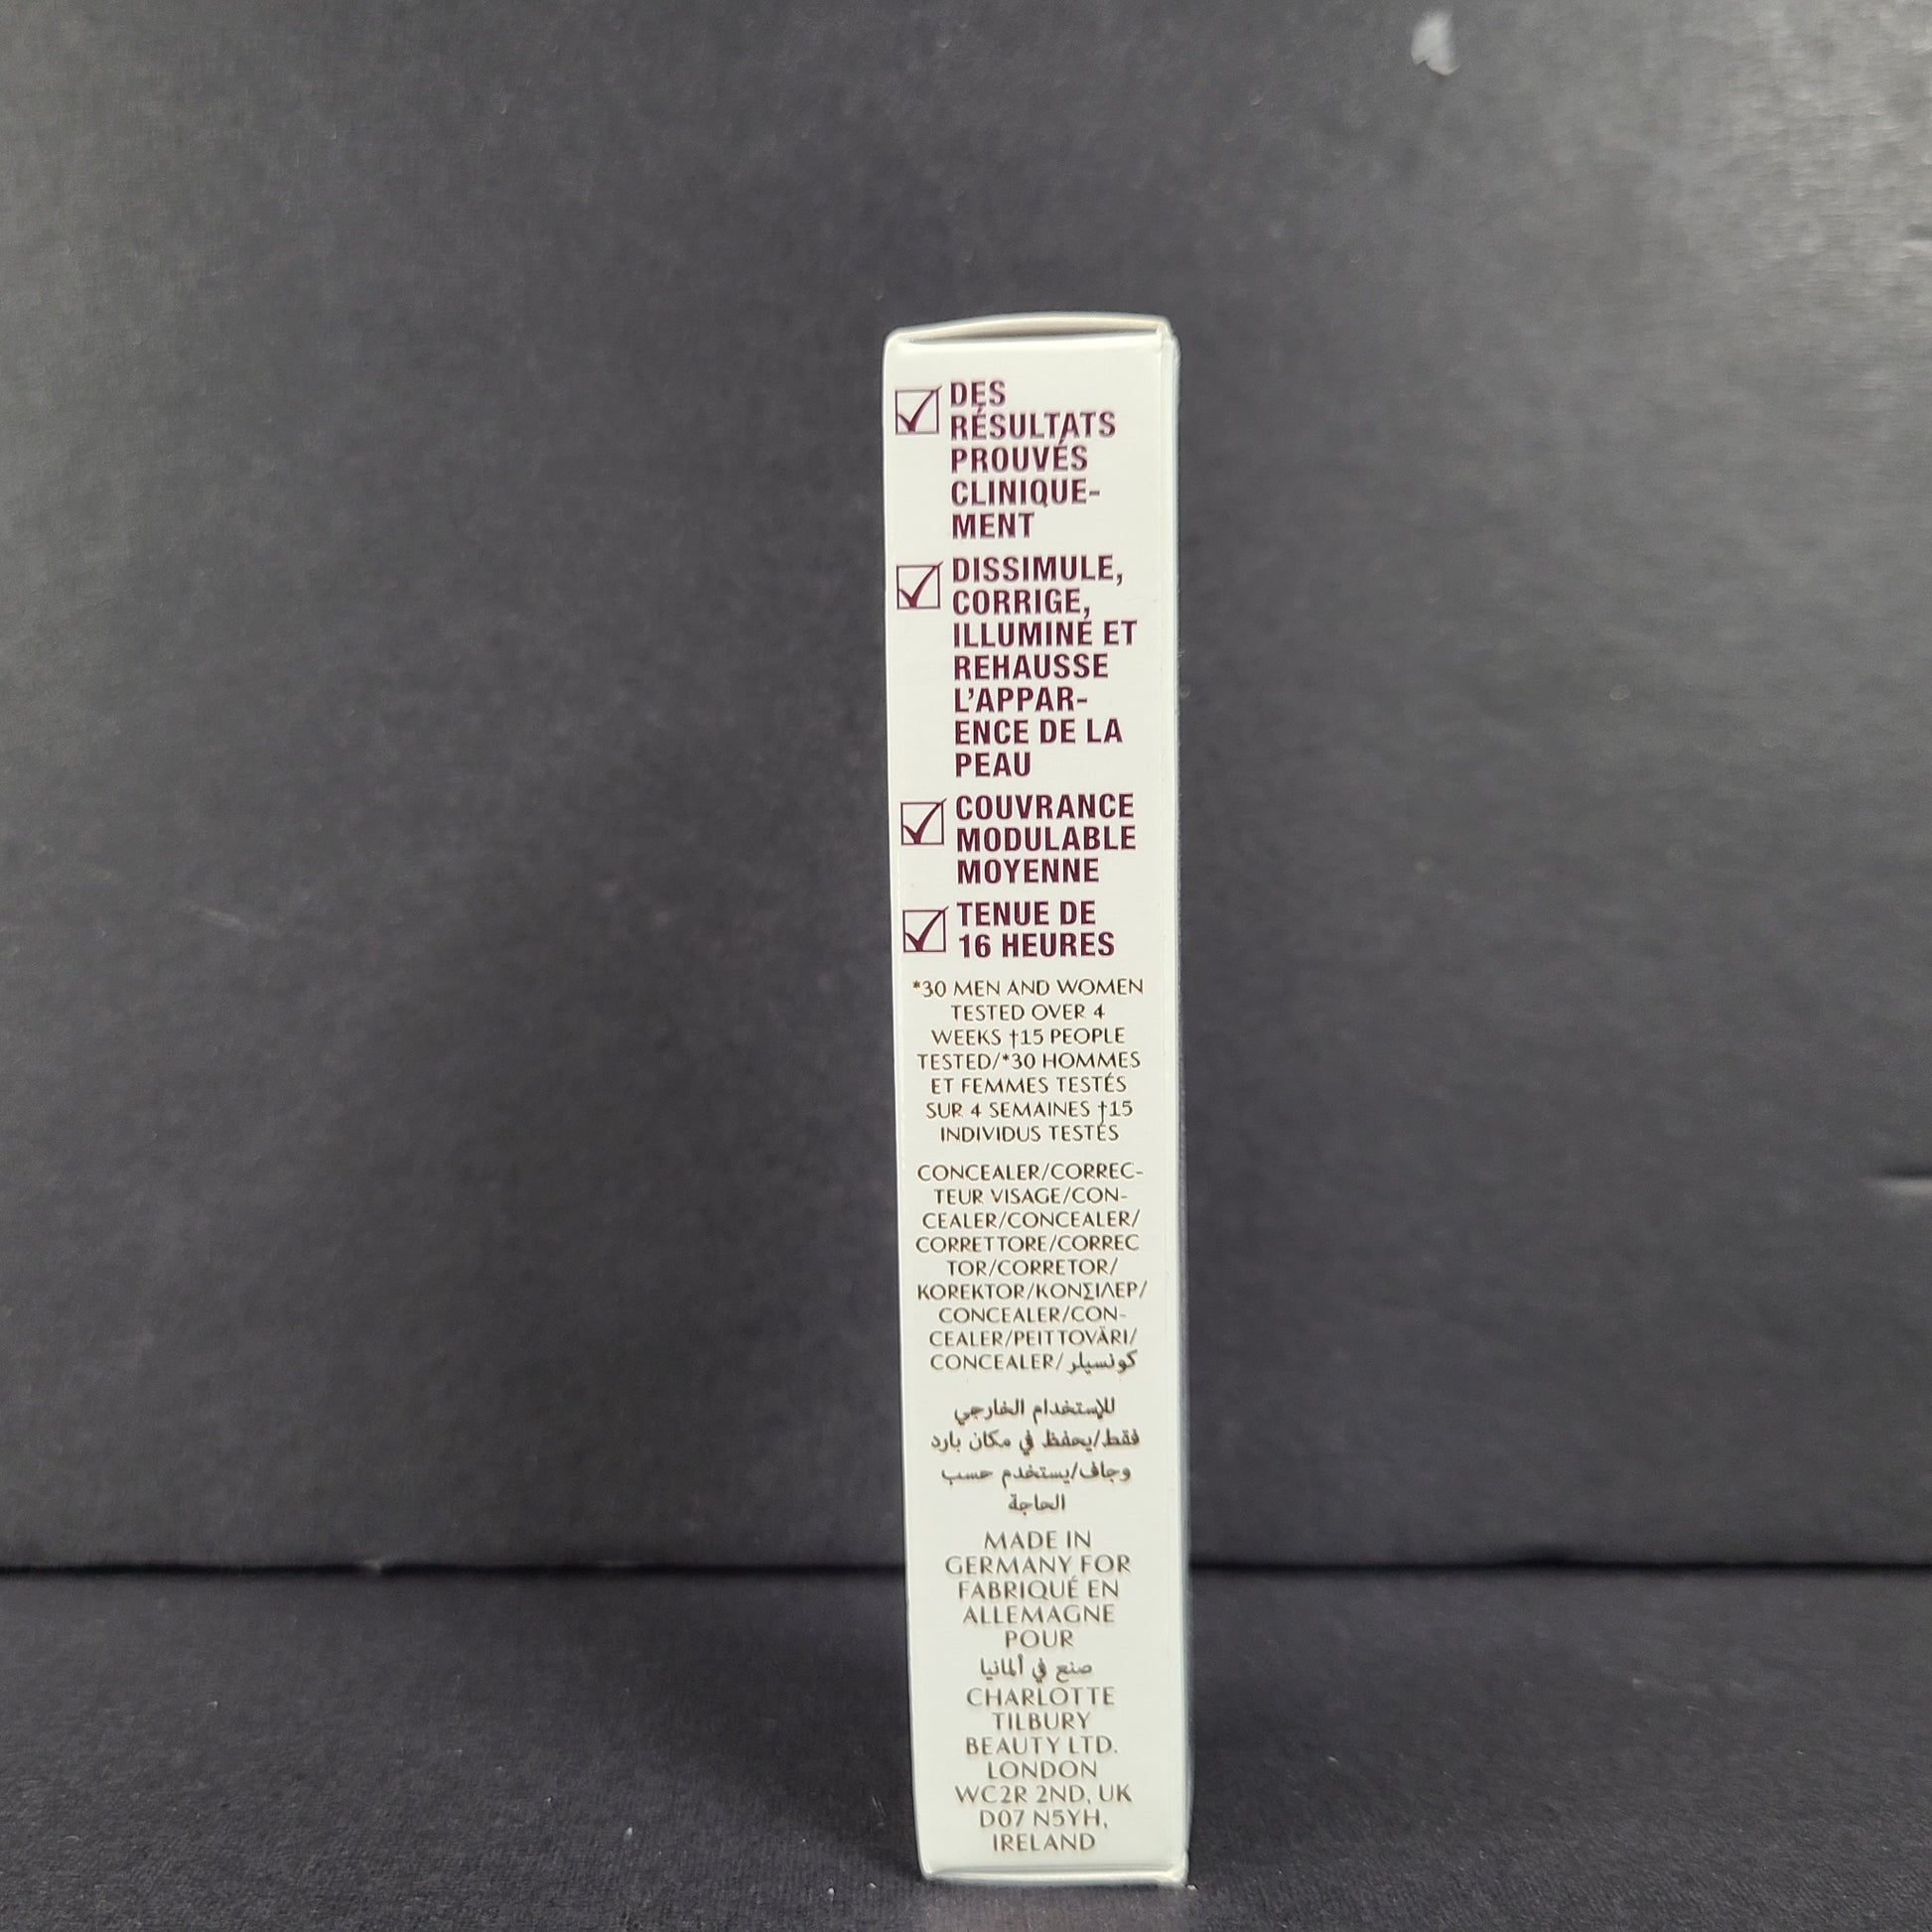 DES
RÉSULTATS
PROUVÉS
CLINIQUE-
MENT
DISSIMULE,
CORRIGE,
ILLUMINE ET
REHAUSSE
L'APPAR-
ENCE DE LA
PEAU
COUVRANCE
MODULABLE
MOYENNE
TENUE DE
16 HEURES
*30 MEN AND WOMEN
TESTED OVER 4
WEEKS †15 PEOPLE
TESTED/*30 HOMMES
ET FEMMES TESTÉS
SUR 4 SEMAINES †15
INDIVIDUS TESTÉS
CONCEALER/CORREC-
TEUR VISAGE/CON-
CEALER/CONCEALER/
CORRETTORE/CORREC
TOR/CORRETOR/
KOREKTOR/ΚΟΝΣΙΛΕΡ/
CONCEALER/CON-
CEALER/PEITTOVÄRI/
CONCEALER/كونسيلر
للإستخدام الخارجي
فقط/يحفظ في مكان بارد
وجاف/يستخدم حسب
الحاجة
MADE IN
GERMANY FOR
FABRIQUÉ EN
ALLEMAGNE
POUR
صنع في ألمانيا
CHARLOTTE
TILBURY
BEAUTY LTD.
LONDON
WC2R 2ND, UK
D07 N5YH,
IRELAND